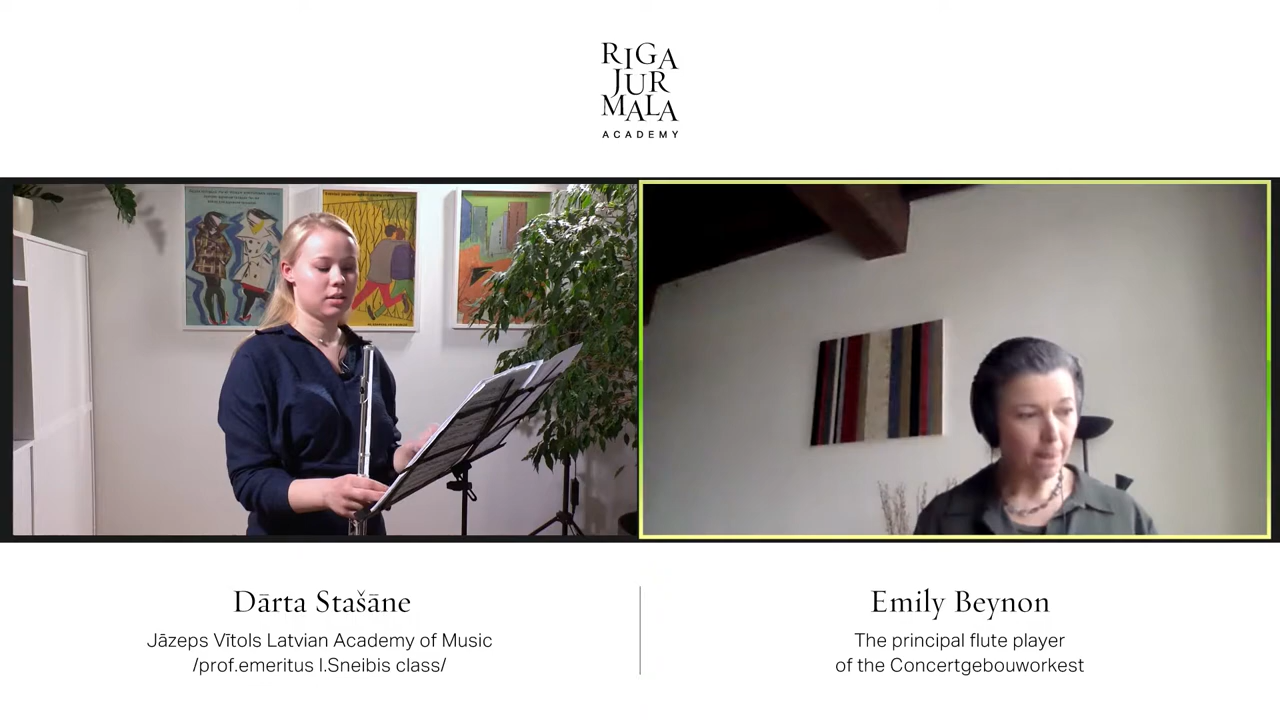 RIGA
JUR
MALA
ACADEMY
Dārta Stašāne
Jāzeps Vītols Latvian Academy of Music
/prof.emeritus I.Sneibis class/
Emily Beynon
The principal flute player
of the Concertgebouworkest